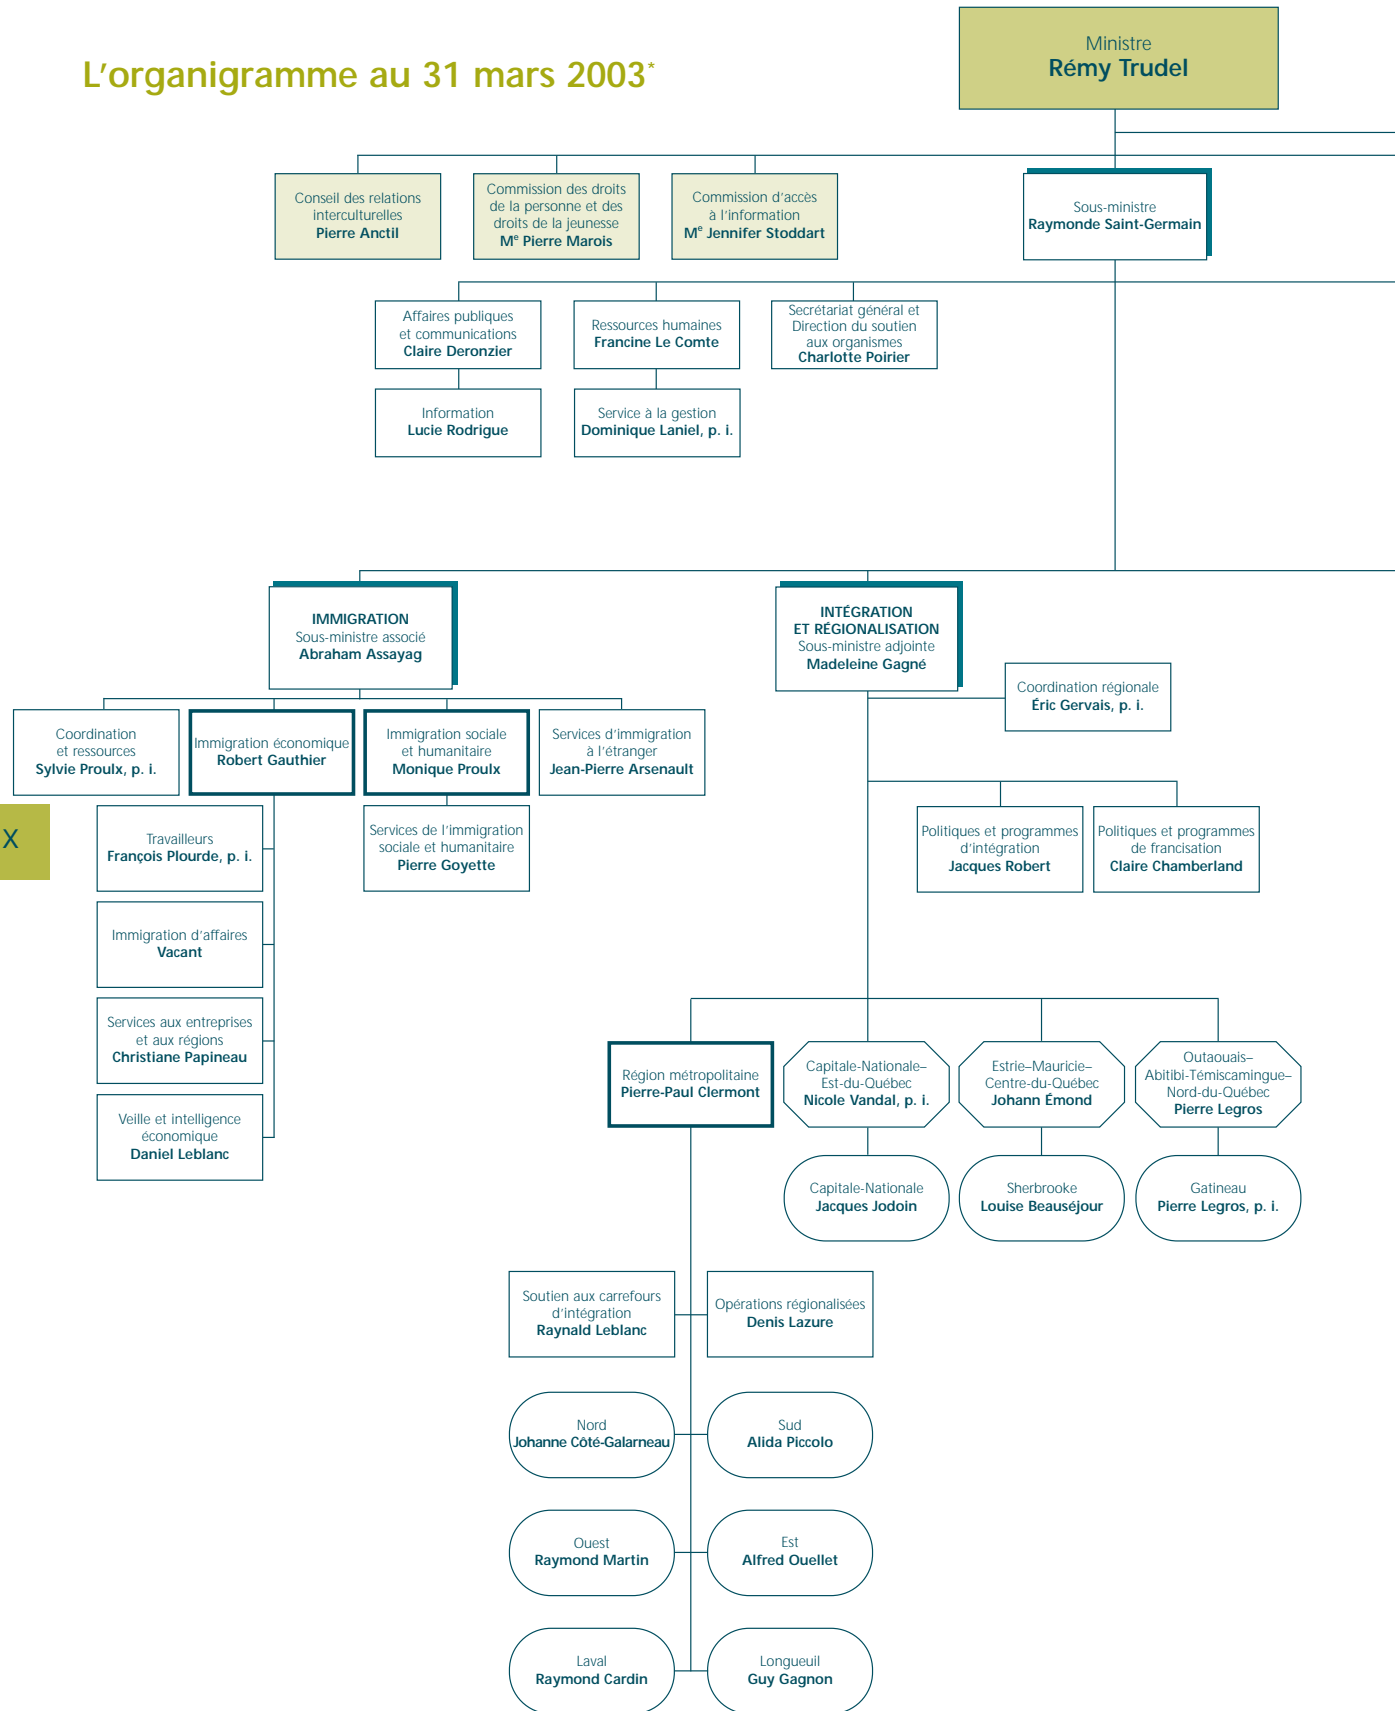 L'organigramme au 31 mars 2003*
Ministre
Rémy Trudel
Conseil des relations
interculturelles
Pierre Anctil
Commission des droits
de la personne et des
droits de la jeunesse
Me Pierre Marois
Commission d'accès
à l'information
Me Jennifer Stoddart
Sous-ministre
Raymonde Saint-Germain
Affaires publiques
et communications
Claire Deronzier
Ressources humaines
Francine Le Comte
Secrétariat général et
Direction du soutien
aux organismes
Charlotte Poirier
Information
Lucie Rodrigue
Service à la gestion
Dominique Laniel, p. i.
IMMIGRATION
Sous-ministre associé
Abraham Assayag
INTÉGRATION
ET RÉGIONALISATION
Sous-ministre adjointe
Madeleine Gagné
Coordination régionale
Éric Gervais, p. i.
Coordination
et ressources
Sylvie Proulx, p. i.
Immigration économique
Robert Gauthier
Immigration sociale
et humanitaire
Monique Proulx
Services d'immigration
à l'étranger
Jean-Pierre Arsenault
X
Travailleurs
François Plourde, p. i.
Services de l'immigration
sociale et humanitaire
Pierre Goyette
Politiques et programmes
d'intégration
Jacques Robert
Politiques et programmes
de francisation
Claire Chamberland
Immigration d'affaires
Vacant
Services aux entreprises
et aux régions
Christiane Papineau
Veille et intelligence
économique
Daniel Leblanc
Région métropolitaine
Pierre-Paul Clermont
Capitale-Nationale–
Est-du-Québec
Nicole Vandal, p. i.
Estrie–Mauricie–
Centre-du-Québec
Johann Émond
Outaouais–
Abitibi-Témiscamingue–
Nord-du-Québec
Pierre Legros
Capitale-Nationale
Jacques Jodoin
Sherbrooke
Louise Beauséjour
Gatineau
Pierre Legros, p. i.
Soutien aux carrefours
d'intégration
Raynald Leblanc
Opérations régionalisées
Denis Lazure
Nord
Johanne Côté-Galarneau
Sud
Alida Piccolo
Ouest
Raymond Martin
Est
Alfred Ouellet
Laval
Raymond Cardin
Longueuil
Guy Gagnon